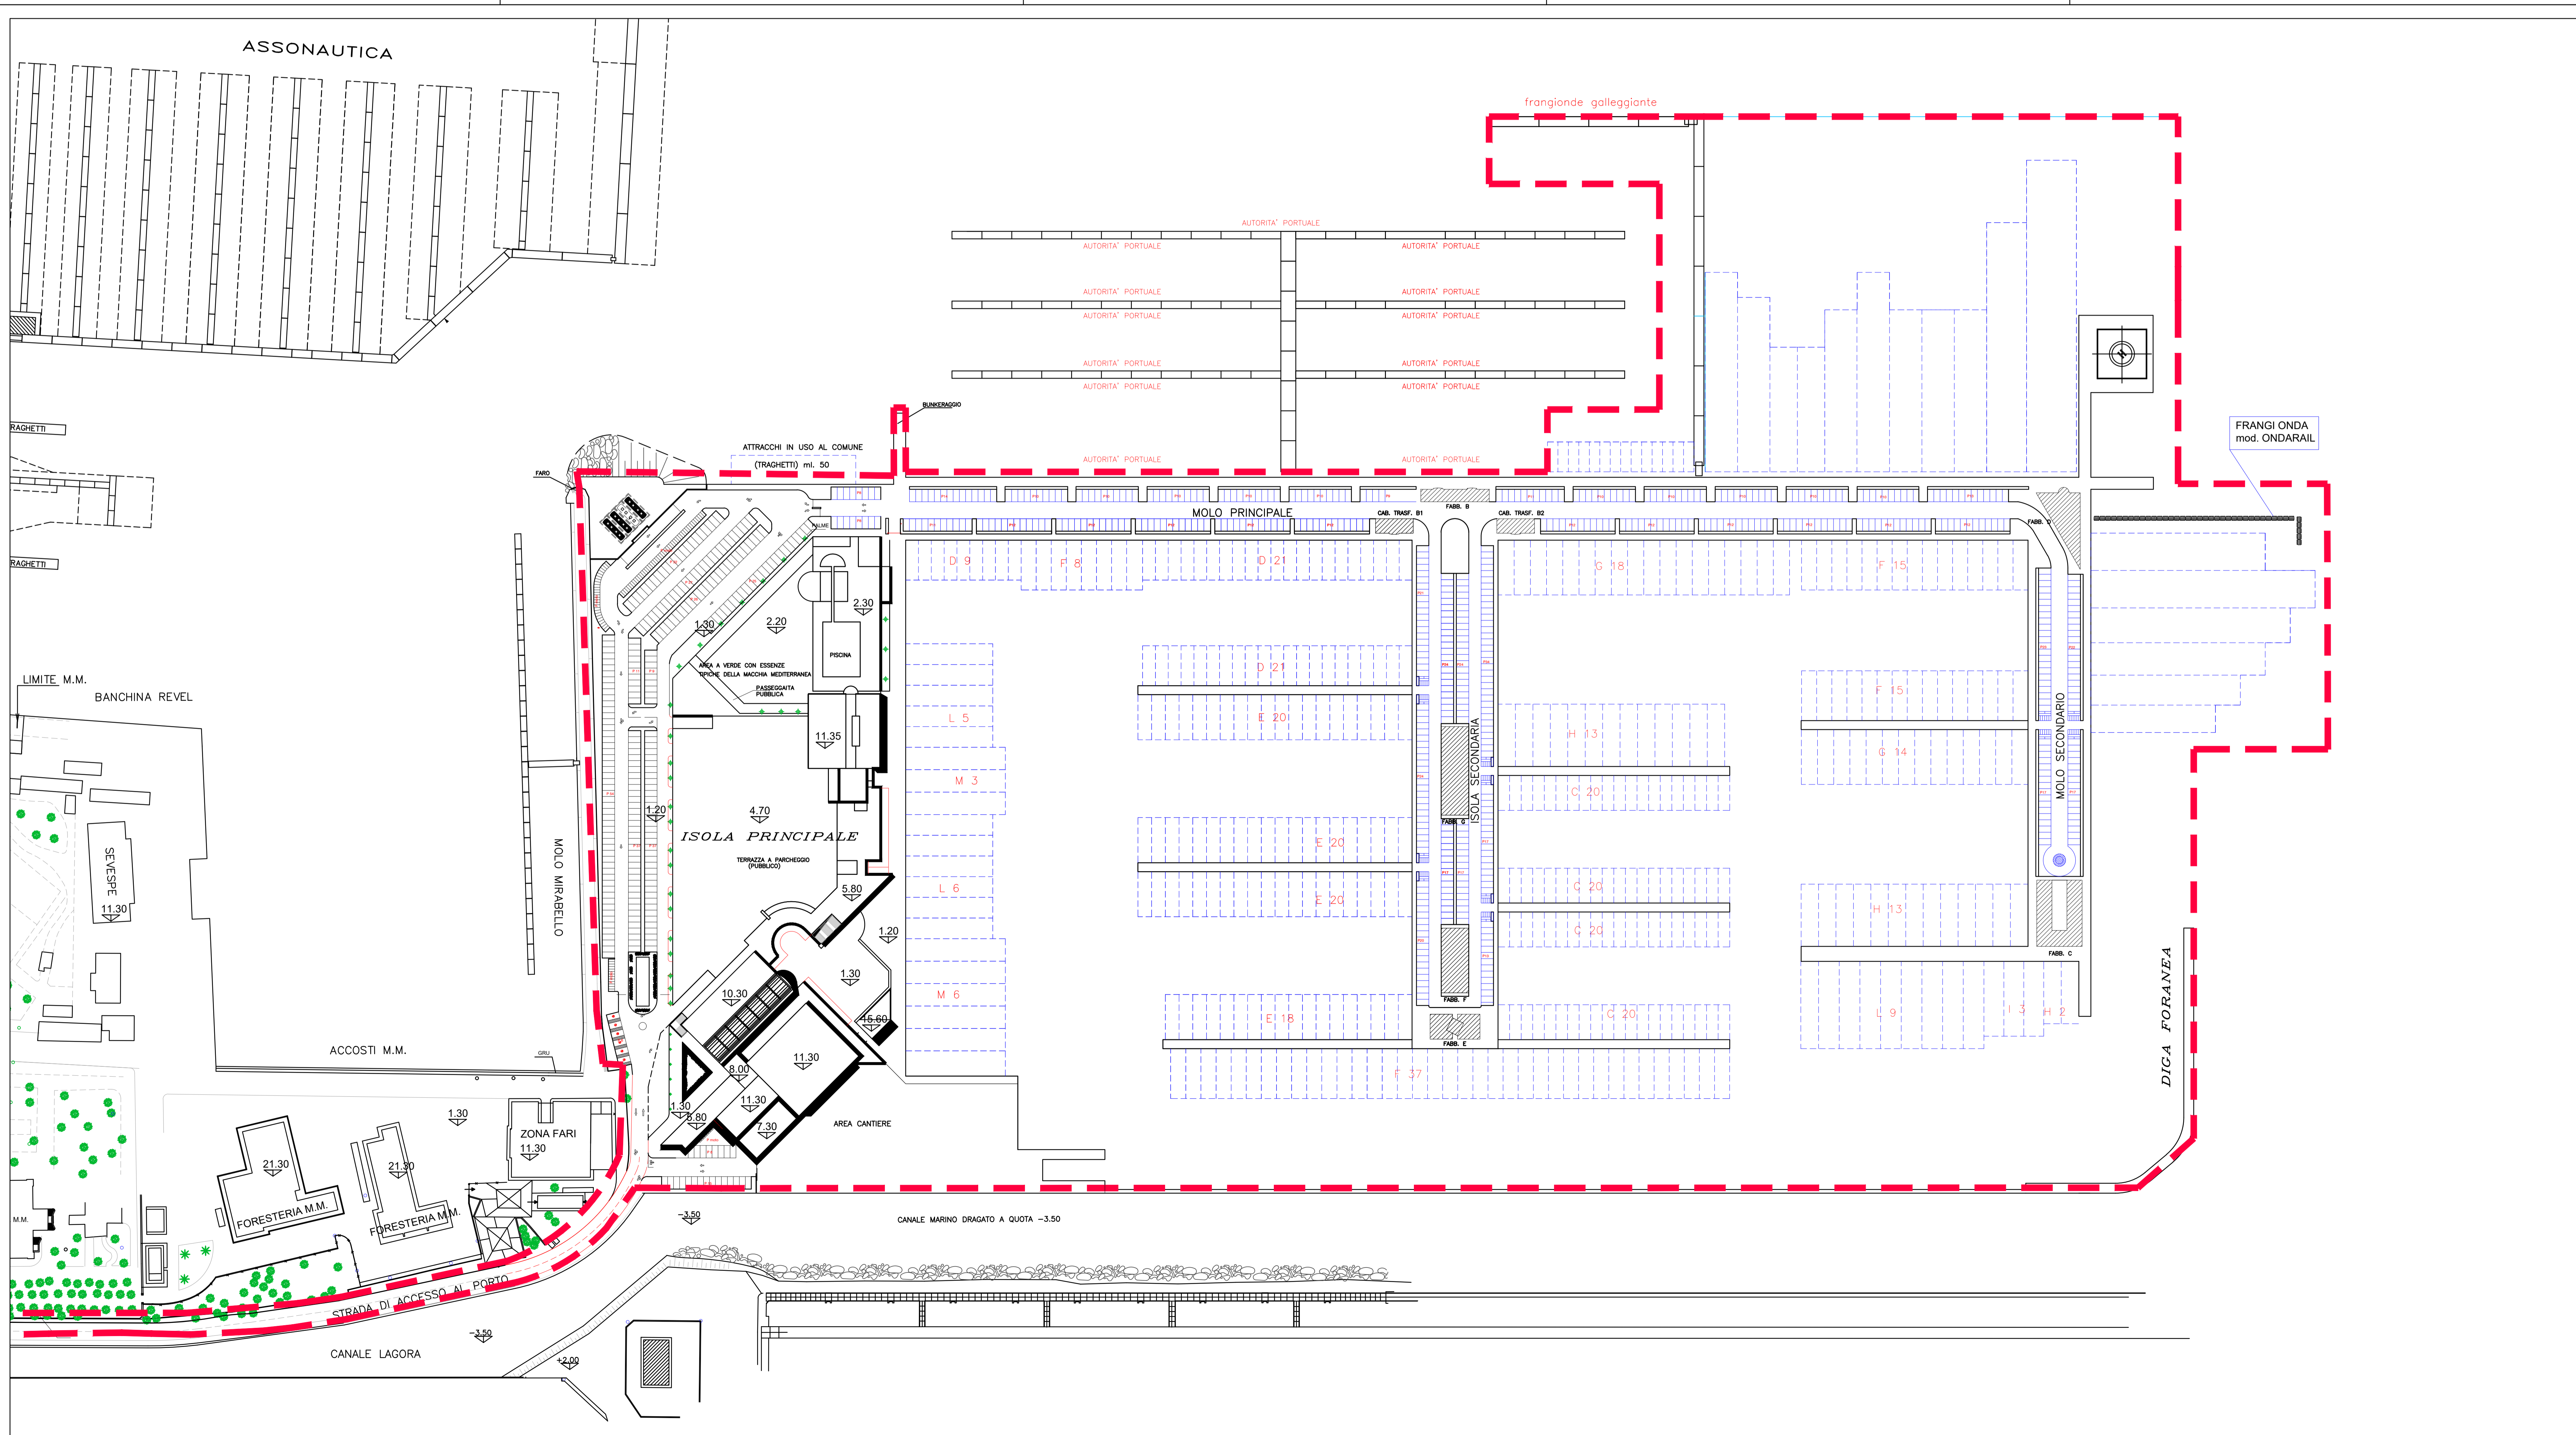 ASSONAUTICA
frangionde galleggiante
AUTORITA' PORTUALE
AUTORITA' PORTUALE
AUTORITA' PORTUALE
AUTORITA' PORTUALE
AUTORITA' PORTUALE
AUTORITA' PORTUALE
AUTORITA' PORTUALE
AUTORITA' PORTUALE
AUTORITA' PORTUALE
AUTORITA' PORTUALE
AUTORITA' PORTUALE
AUTORITA' PORTUALE
AUTORITA' PORTUALE
H
BUNKERAGGIO
RAGHETTI
FRANGI ONDA
mod. ONDARAIL
ATTRACCHI IN USO AL COMUNE
(TRAGHETTI) ml. 50
FARO
MOLO PRINCIPALE
CAB. TRASF. B1
FABB. B
CAB. TRASF. B2
FABB. D
PALME
RAGHETTI
D 9
F 8
D 21
G 18
F 15
2.30
2.20
1.30
PISCINA
AREA A VERDE CON ESSENZE
TIPICHE DELLA MACCHIA MEDITERRANEA
PASSEGGAITA
PUBBLICA
D 21
F 15
LIMITE M.M.
BANCHINA REVEL
L 5
E 20
H 13
G 14
11.35
ISOLA SECONDARIA
MOLO SECONDARIO
M 3
C 20
4.70
1.20
ISOLA PRINCIPALE
FABB. G
TERRAZZA A PARCHEGGIO
(PUBBLICO)
E 20
SEVESPE
11.30
MOLO MIRABELLO
5.80
L 6
E 20
C 20
H 13
1.20
C 20
FABB. C
1.30
10.30
M 6
FABB. F
15.60
E 18
C 20
L 9
I 3
H 2
DIGA FORANEA
ACCOSTI M.M.
GRU
11.30
8.00
FABB. E
F 37
11.30
1.30
5.80
7.30
AREA CANTIERE
1.30
ZONA FARI
11.30
21.30
21.30
FORESTERIA M.M.
FORESTERIA M.M.
M.M.
-3.50
CANALE MARINO DRAGATO A QUOTA -3.50
STRADA DI ACCESSO AL PORTO
-3.50
CANALE LAGORA
+2.00